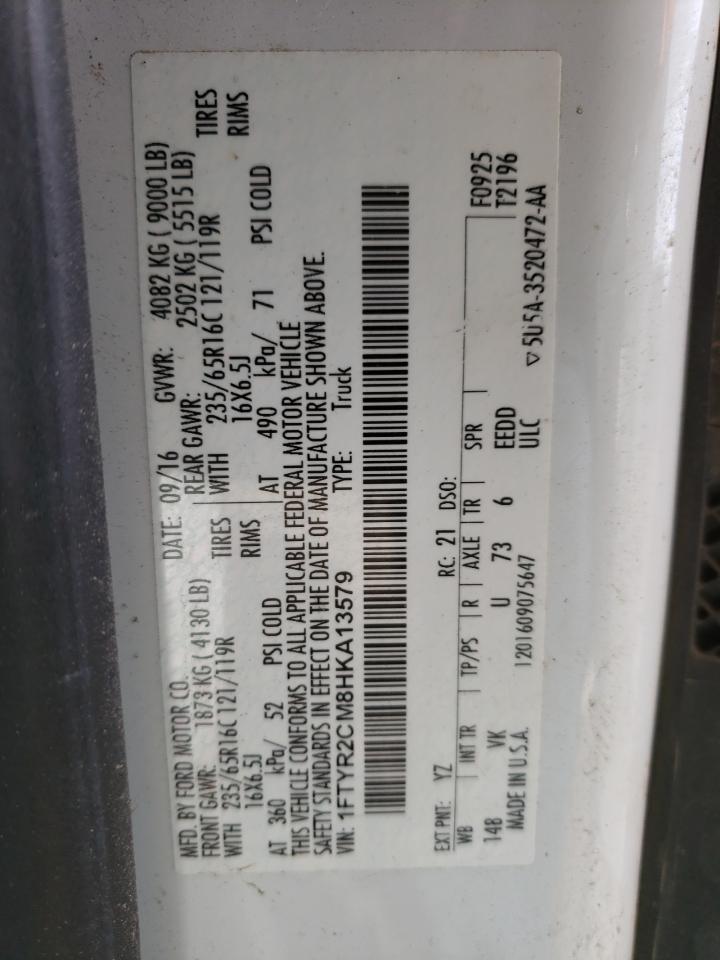 MFD. BY FORD MOTOR CO. DATE: 09/16 GVWR: 4082 KG ( 9000 LB)
FRONT GAWR: 1873 KG ( 4130 LB) REAR GAWR: 2502 KG ( 5515 LB)
WITH 235/65R16C 121/119R TIRES WITH 235/65R16C 121/119R TIRES
16X6.5J RIMS 16X6.5J RIMS
AT 360 kPa/ 52 PSI COLD AT 490 kPa/ 71 PSI COLD
THIS VEHICLE CONFORMS TO ALL APPLICABLE FEDERAL MOTOR VEHICLE
SAFETY STANDARDS IN EFFECT ON THE DATE OF MANUFACTURE SHOWN ABOVE.
VIN: 1FTYR2CM8HKA13579 TYPE: Truck
EXT PNT: YZ RC: 21 DSO:
WB INT TR TP/PS R AXLE TR SPR F0925
148 VK U 73 6 EEDD T2196
MADE IN U.S.A. 1201609075647 ULC
▽ 5U5A-3520472-AA